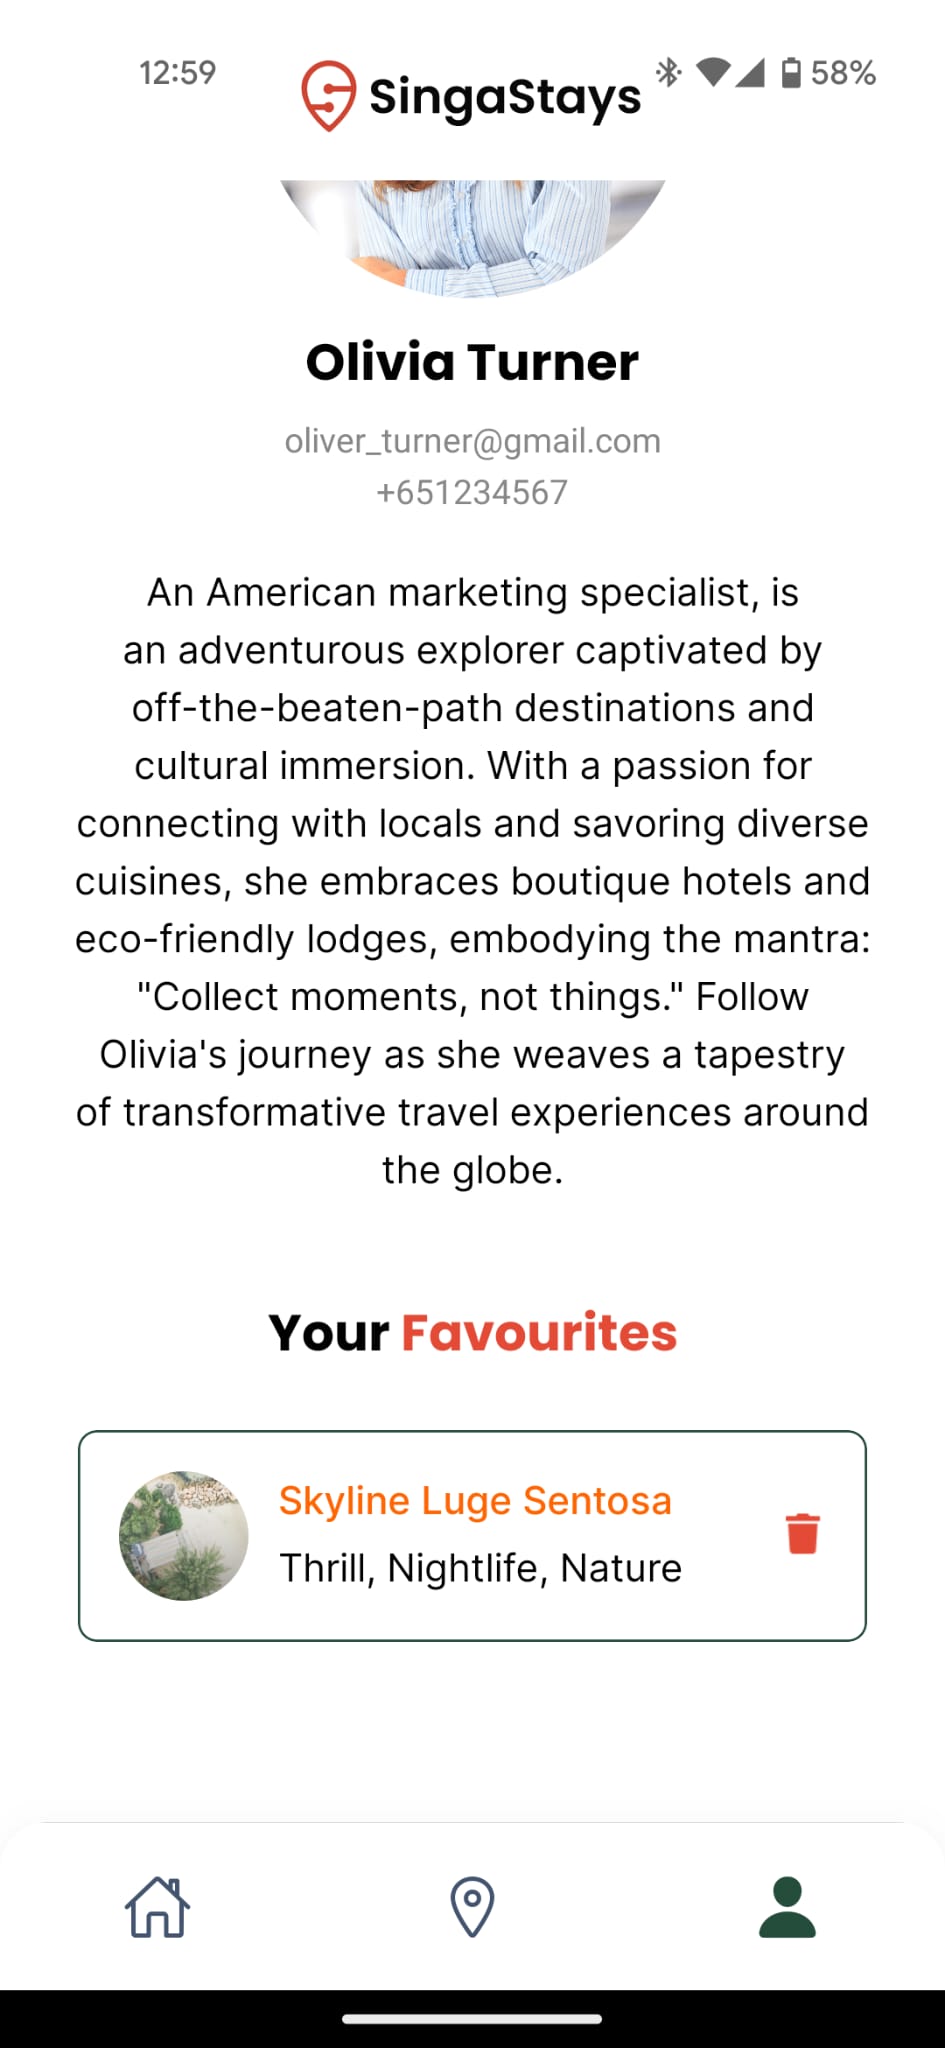 12:59
SingaStays
58%
Olivia Turner
oliver_turner@gmail.com
+651234567
An American marketing specialist, is
an adventurous explorer captivated by
off-the-beaten-path destinations and
cultural immersion. With a passion for
connecting with locals and savoring diverse
cuisines, she embraces boutique hotels and
eco-friendly lodges, embodying the mantra:
"Collect moments, not things." Follow
Olivia's journey as she weaves a tapestry
of transformative travel experiences around
the globe.
Your Favourites
Skyline Luge Sentosa
Thrill, Nightlife, Nature